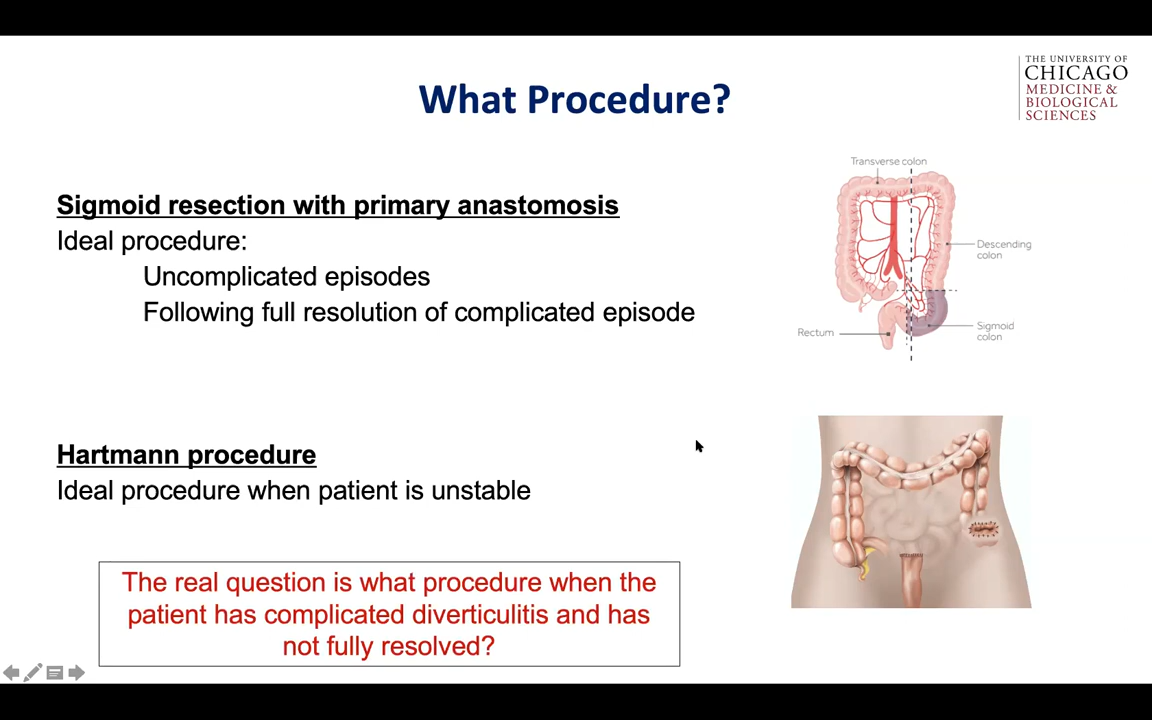 THE UNIVERSITY OF
CHICAGO
MEDICINE &
BIOLOGICAL
SCIENCES
What Procedure?
Sigmoid resection with primary anastomosis
Ideal procedure:
Uncomplicated episodes
Following full resolution of complicated episode
Transverse colon
Descending
colon
Sigmoid
colon
Rectum
Hartmann procedure
Ideal procedure when patient is unstable
The real question is what procedure when the
patient has complicated diverticulitis and has
not fully resolved?